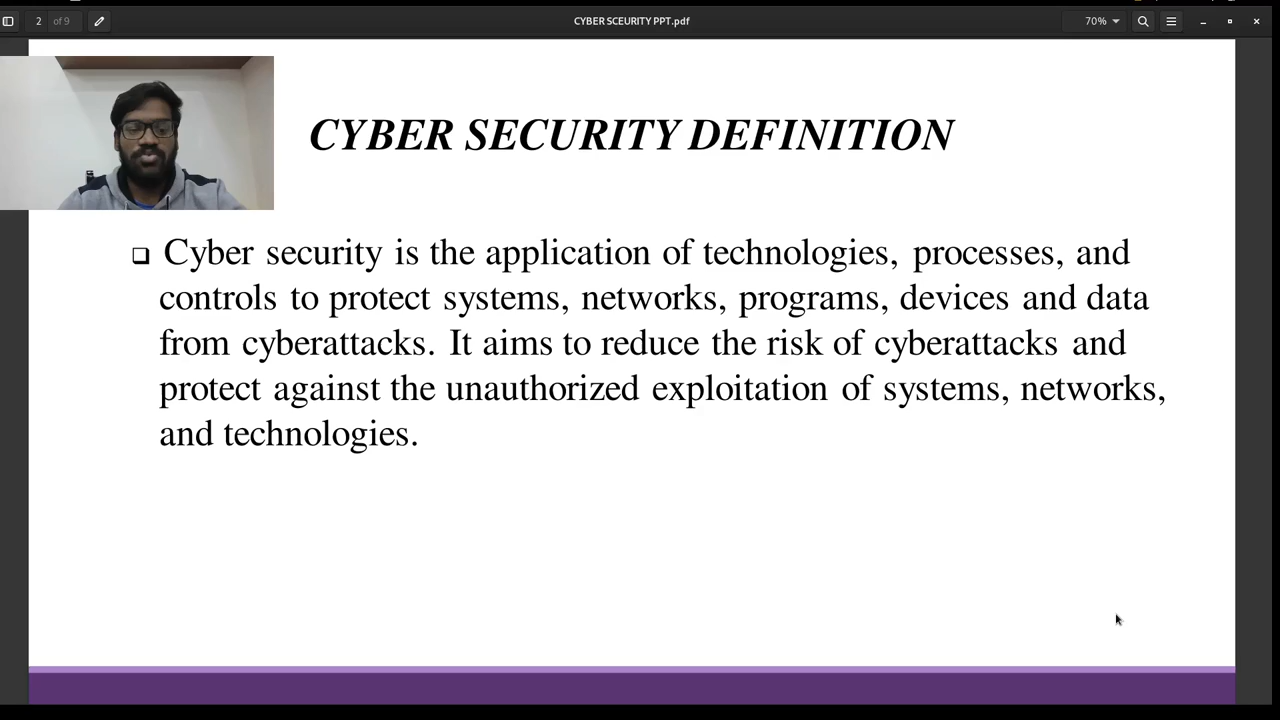 2 of 9
CYBER SCEURITY PPT.pdf
70%
CYBER SECURITY DEFINITION
❑ Cyber security is the application of technologies, processes, and
controls to protect systems, networks, programs, devices and data
from cyberattacks. It aims to reduce the risk of cyberattacks and
protect against the unauthorized exploitation of systems, networks,
and technologies.